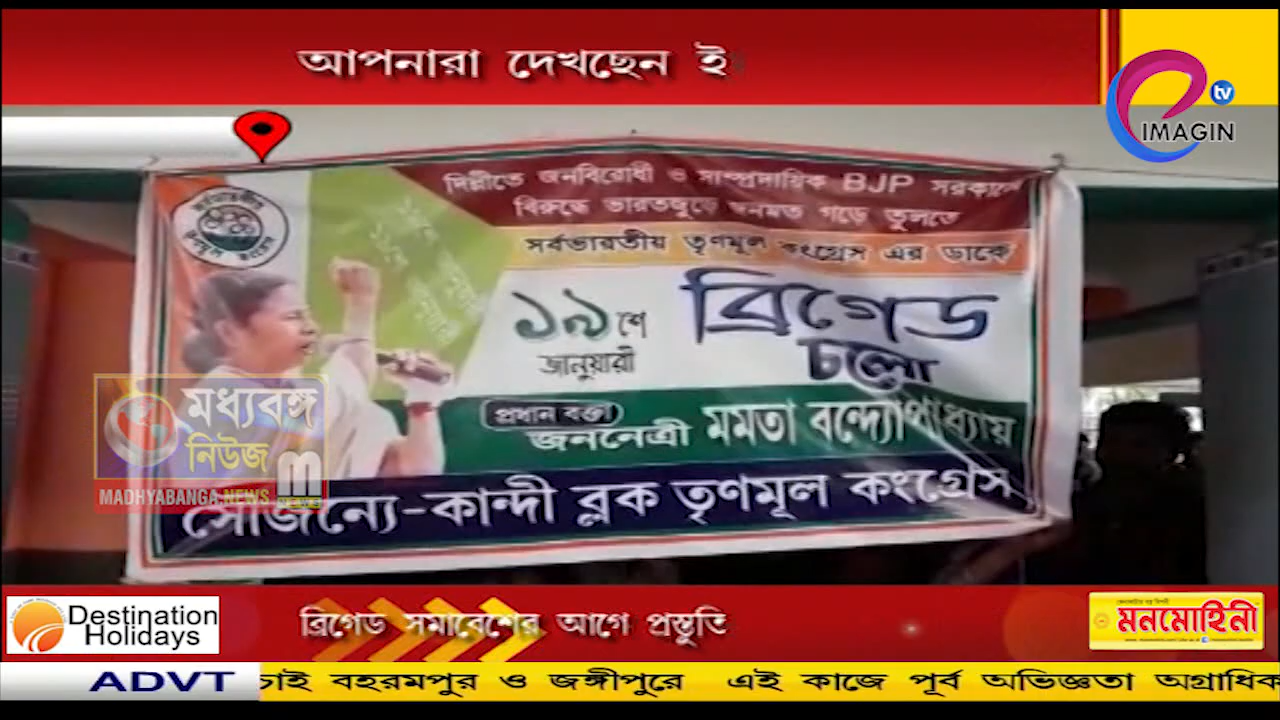 আপনারা দেখছেন ই
tv
IMAGIN
দিল্লীতে জনবিরোধী ও সাম্প্রদায়িক BJP সরকারের
বিরুদ্ধে ভারতজুড়ে জনমত গড়ে তুলতে
সর্বভারতীয় তৃণমূল কংগ্রেস এর ডাকে
১৯শে
জানুয়ারী
ব্রিগেড
চলো
প্রধান বক্তা
জননেত্রী মমতা বন্দ্যোপাধ্যায়
সৌজন্যে-কান্দী ব্লক তৃণমূল কংগ্রেস
মধ্যবঙ্গ
নিউজ
MADHYABANGA.NEWS
Destination
Holidays
ব্রিগেড সমাবেশের আগে প্রস্তুতি
মনমোহিনী
ADVT
চাই বহরমপুর ও জঙ্গীপুরে এই কাজে পূর্ব অভিজ্ঞতা অগ্রাধিক